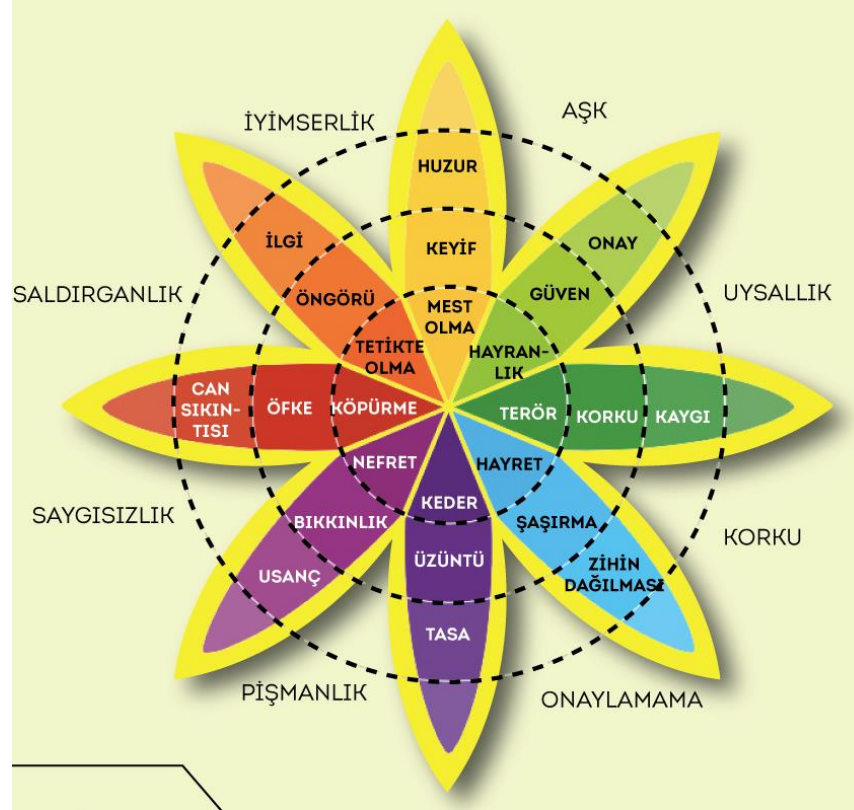 İYİMSERLİK
AŞK
HUZUR
İLGİ
KEYİF
ONAY
SALDIRGANLIK
ÖNGÖRÜ
GÜVEN
UYSALLIK
MEST
OLMA
TETİKTE
OLMA
HAYRAN-
LIK
CAN
SIKIN-
TISI
ÖFKE
KÖPÜRME
TERÖR
KORKU
KAYGI
NEFRET
HAYRET
KEDER
SAYGISIZLIK
BIKKINLIK
ŞAŞIRMA
KORKU
ÜZÜNTÜ
USANÇ
ZİHİN
DAĞILMASI
TASA
PİŞMANLIK
ONAYLAMAMA